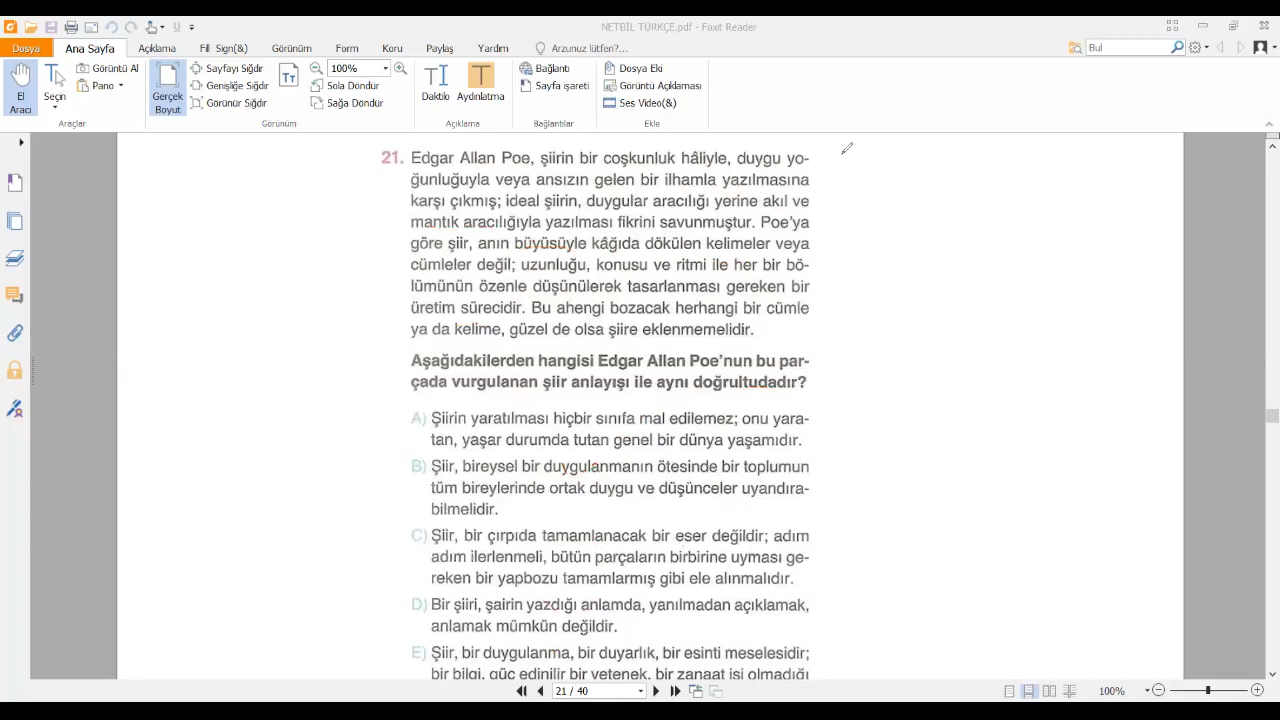 NETBİL TÜRKÇE.pdf - Foxit Reader
Dosya Ana Sayfa Açıklama Fill Sign(&) Görünüm Form Koru Paylaş Yardım Arzunuz lütfen?... Bul
El Aracı
Seçin
Görüntü Al
Pano
Araçlar
Gerçek Boyut
Sayfayı Sığdır
Genişliğe Sığdır
Görünür Sığdır
100%
Sola Döndür
Sağa Döndür
Görünüm
Daktilo
Aydınlatma
Açıklama
Bağlantı
Sayfa işareti
Bağlantılar
Dosya Eki
Görüntü Açıklaması
Ses Video(&)
Ekle
21. Edgar Allan Poe, şiirin bir coşkunluk hâliyle, duygu yo-
ğunluğuyla veya ansızın gelen bir ilhamla yazılmasına
karşı çıkmış; ideal şiirin, duygular aracılığı yerine akıl ve
mantık aracılığıyla yazılması fikrini savunmuştur. Poe'ya
göre şiir, anın büyüsüyle kâğıda dökülen kelimeler veya
cümleler değil; uzunluğu, konusu ve ritmi ile her bir bö-
lümünün özenle düşünülerek tasarlanması gereken bir
üretim sürecidir. Bu ahengi bozacak herhangi bir cümle
ya da kelime, güzel de olsa şiire eklenmemelidir.
Aşağıdakilerden hangisi Edgar Allan Poe'nun bu par-
çada vurgulanan şiir anlayışı ile aynı doğrultudadır?
A) Şiirin yaratılması hiçbir sınıfa mal edilemez; onu yara-
tan, yaşar durumda tutan genel bir dünya yaşamıdır.
B) Şiir, bireysel bir duygulanmanın ötesinde bir toplumun
tüm bireylerinde ortak duygu ve düşünceler uyandıra-
bilmelidir.
C) Şiir, bir çırpıda tamamlanacak bir eser değildir; adım
adım ilerlenmeli, bütün parçaların birbirine uyması ge-
reken bir yapbozu tamamlarmış gibi ele alınmalıdır.
D) Bir şiiri, şairin yazdığı anlamda, yanılmadan açıklamak,
anlamak mümkün değildir.
E) Şiir, bir duygulanma, bir duyarlık, bir esinti meselesidir;
bir bilgi, güç edinilir bir yetenek, bir zanaat işi olmadığı
21 / 40
100%